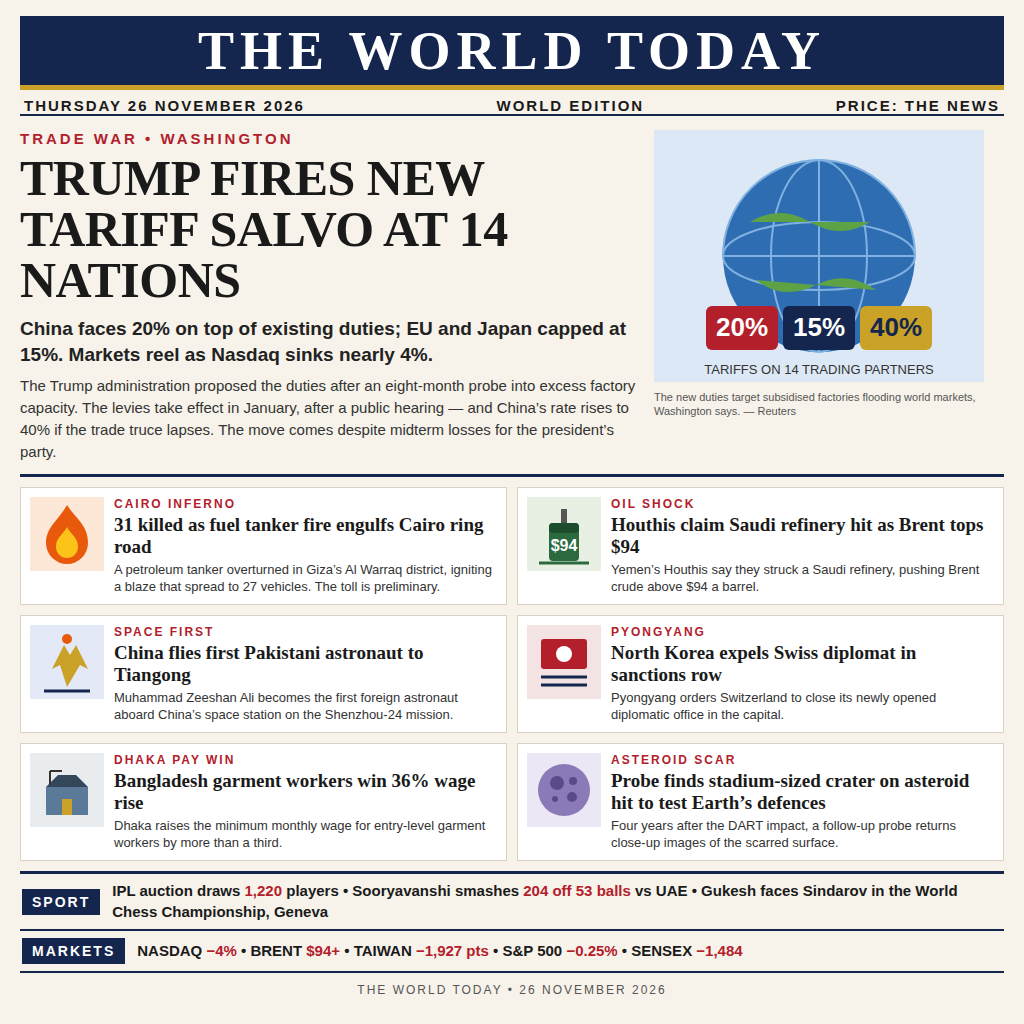 THE WORLD TODAY
THURSDAY 26 NOVEMBER 2026
WORLD EDITION
PRICE: THE NEWS
TRADE WAR • WASHINGTON
TRUMP FIRES NEW
TARIFF SALVO AT 14
NATIONS
China faces 20% on top of existing duties; EU and Japan capped at
15%. Markets reel as Nasdaq sinks nearly 4%.
The Trump administration proposed the duties after an eight-month probe into excess factory
capacity. The levies take effect in January, after a public hearing — and China’s rate rises to
40% if the trade truce lapses. The move comes despite midterm losses for the president’s
party.
20% 15% 40%
TARIFFS ON 14 TRADING PARTNERS
The new duties target subsidised factories flooding world markets,
Washington says. — Reuters
CAIRO INFERNO
31 killed as fuel tanker fire engulfs Cairo ring
road
A petroleum tanker overturned in Giza’s Al Warraq district, igniting
a blaze that spread to 27 vehicles. The toll is preliminary.
$94
OIL SHOCK
Houthis claim Saudi refinery hit as Brent tops
$94
Yemen’s Houthis say they struck a Saudi refinery, pushing Brent
crude above $94 a barrel.
SPACE FIRST
China flies first Pakistani astronaut to
Tiangong
Muhammad Zeeshan Ali becomes the first foreign astronaut
aboard China’s space station on the Shenzhou-24 mission.
PYONGYANG
North Korea expels Swiss diplomat in
sanctions row
Pyongyang orders Switzerland to close its newly opened
diplomatic office in the capital.
DHAKA PAY WIN
Bangladesh garment workers win 36% wage
rise
Dhaka raises the minimum monthly wage for entry-level garment
workers by more than a third.
ASTEROID SCAR
Probe finds stadium-sized crater on asteroid
hit to test Earth’s defences
Four years after the DART impact, a follow-up probe returns
close-up images of the scarred surface.
SPORT
IPL auction draws 1,220 players • Sooryavanshi smashes 204 off 53 balls vs UAE • Gukesh faces Sindarov in the World
Chess Championship, Geneva
MARKETS
NASDAQ −4% • BRENT $94+ • TAIWAN −1,927 pts • S&P 500 −0.25% • SENSEX −1,484
THE WORLD TODAY • 26 NOVEMBER 2026